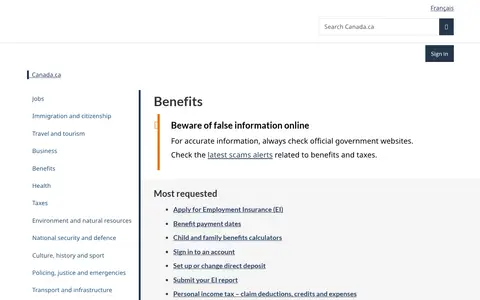 Français
Search Canada.ca
Sign in
Canada.ca
Jobs
Immigration and citizenship
Travel and tourism
Business
Benefits
Health
Taxes
Environment and natural resources
National security and defence
Culture, history and sport
Policing, justice and emergencies
Transport and infrastructure
Benefits
Beware of false information online
For accurate information, always check official government websites.
Check the latest scams alerts related to benefits and taxes.
Most requested
Apply for Employment Insurance (EI)
Benefit payment dates
Child and family benefits calculators
Sign in to an account
Set up or change direct deposit
Submit your EI report
Personal income tax – claim deductions, credits and expenses